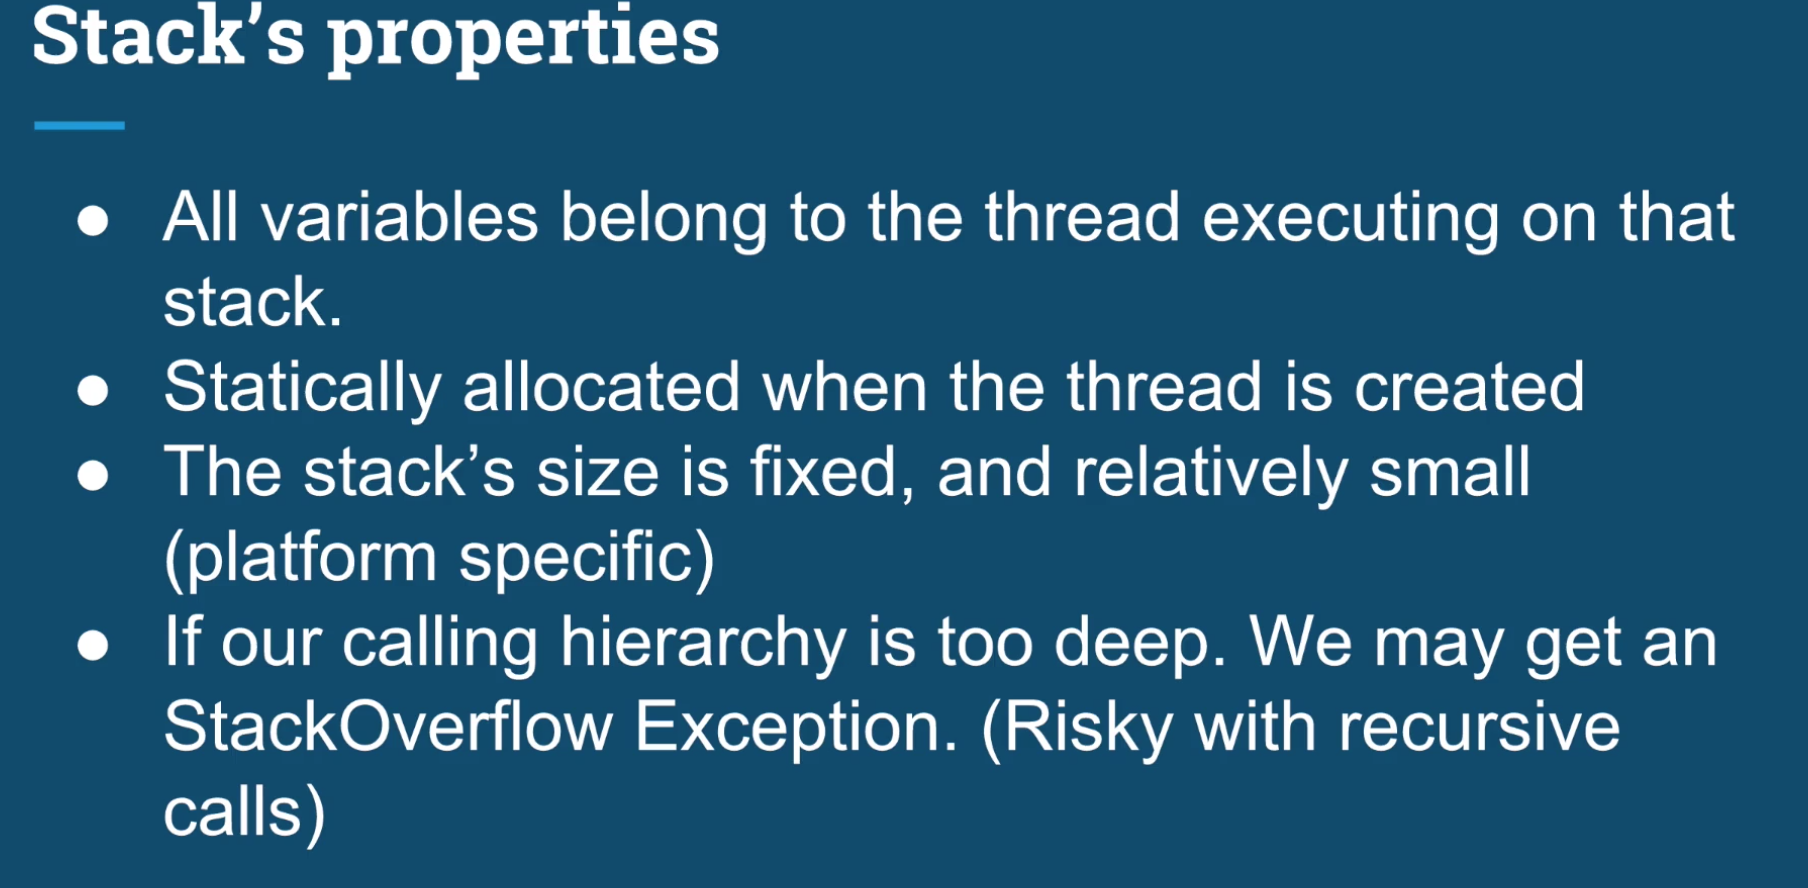 Stack’s properties
● All variables belong to the thread executing on that
stack.
● Statically allocated when the thread is created
● The stack’s size is fixed, and relatively small
(platform specific)
● If our calling hierarchy is too deep. We may get an
StackOverflow Exception. (Risky with recursive
calls)